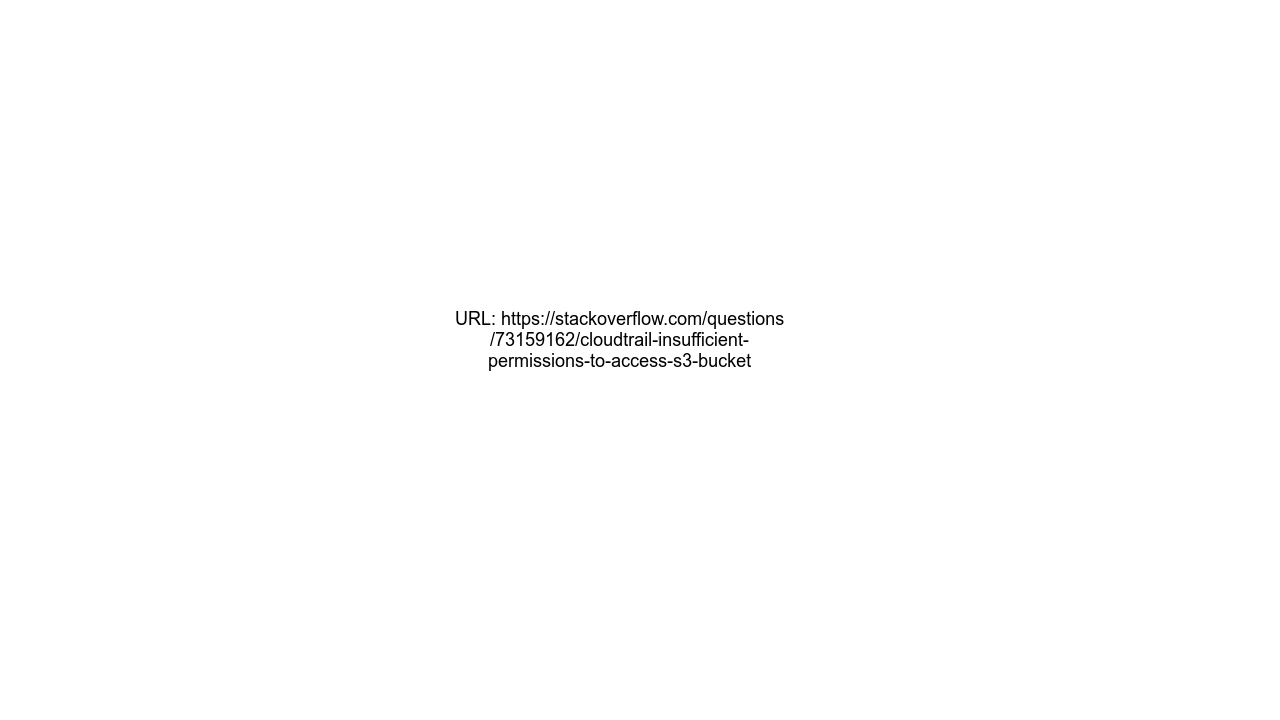 URL: https://stackoverflow.com/questions
/73159162/cloudtrail-insufficient-
permissions-to-access-s3-bucket